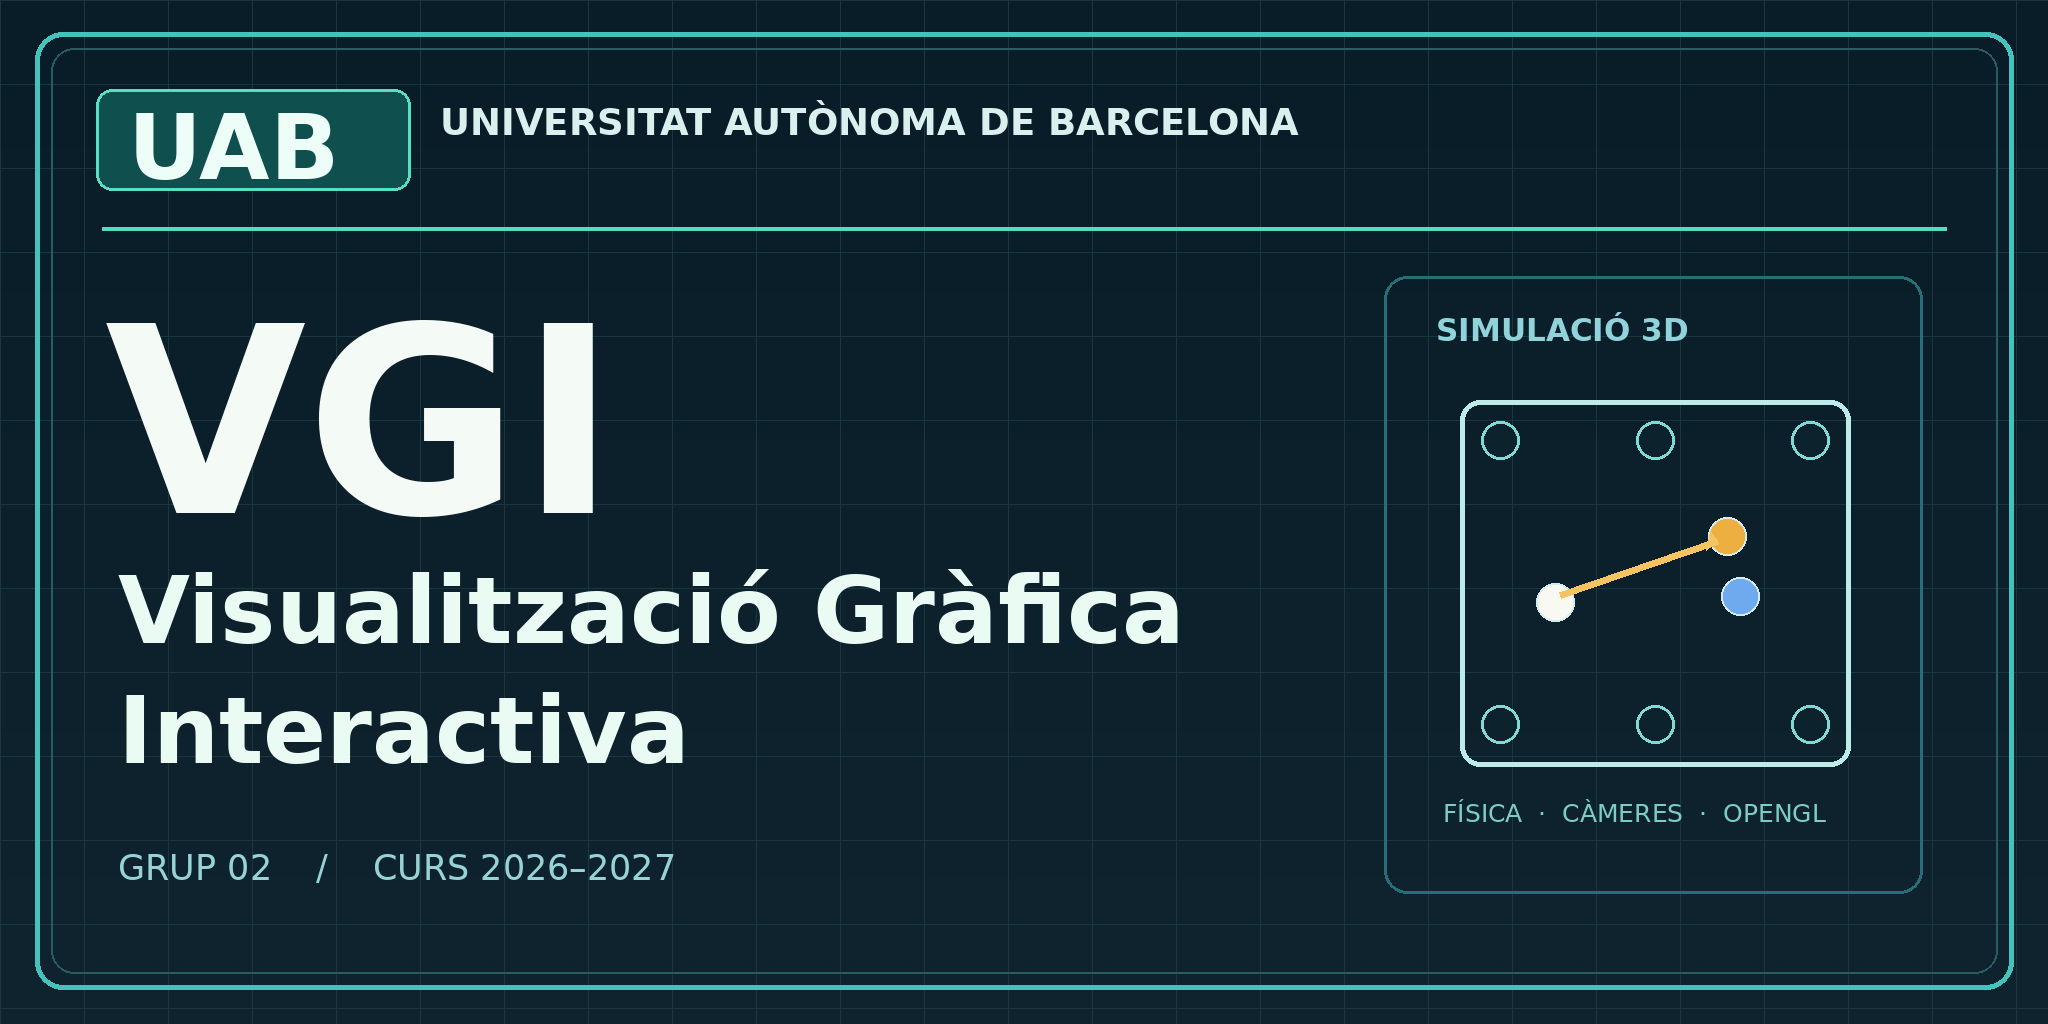 UAB
UNIVERSITAT AUTÒNOMA DE BARCELONA
VGI
Visualització Gràfica
Interactiva
GRUP 02 / CURS 2026–2027
SIMULACIÓ 3D
FÍSICA · CÀMERES · OPENGL